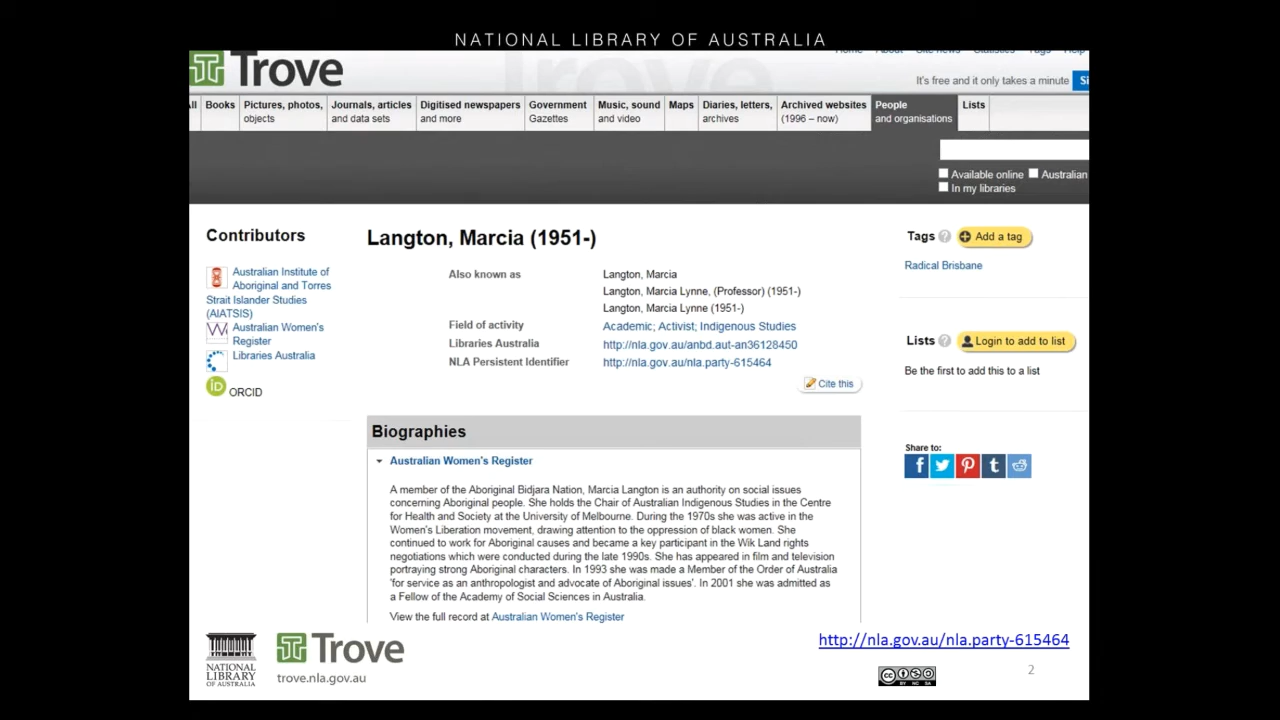 NATIONAL LIBRARY OF AUSTRALIA
Trove
Home About Site news Statistics Tags Help
It's free and it only takes a minute
Books
Pictures, photos, objects
Journals, articles and data sets
Digitised newspapers and more
Government Gazettes
Music, sound and video
Maps
Diaries, letters, archives
Archived websites (1996 – now)
People and organisations
Lists
Available online
Australian
In my libraries
Contributors
Australian Institute of
Aboriginal and Torres
Strait Islander Studies
(AIATSIS)
Australian Women's
Register
Libraries Australia
iD ORCID
Langton, Marcia (1951-)
Also known as Langton, Marcia
Langton, Marcia Lynne, (Professor) (1951-)
Langton, Marcia Lynne (1951-)
Field of activity Academic; Activist; Indigenous Studies
Libraries Australia http://nla.gov.au/anbd.aut-an36128450
NLA Persistent Identifier http://nla.gov.au/nla.party-615464
Cite this
Biographies
Australian Women's Register
A member of the Aboriginal Bidjara Nation, Marcia Langton is an authority on social issues
concerning Aboriginal people. She holds the Chair of Australian Indigenous Studies in the Centre
for Health and Society at the University of Melbourne. During the 1970s she was active in the
Women's Liberation movement, drawing attention to the oppression of black women. She
continued to work for Aboriginal causes and became a key participant in the Wik Land rights
negotiations which were conducted during the late 1990s. She has appeared in film and television
portraying strong Aboriginal characters. In 1993 she was made a Member of the Order of Australia
'for service as an anthropologist and advocate of Aboriginal issues'. In 2001 she was admitted as
a Fellow of the Academy of Social Sciences in Australia.
View the full record at Australian Women's Register
Tags ? Add a tag
Radical Brisbane
Lists ? Login to add to list
Be the first to add this to a list
Share to:
NATIONAL
LIBRARY
OF AUSTRALIA
Trove
trove.nla.gov.au
http://nla.gov.au/nla.party-615464
cc BY NC SA
2